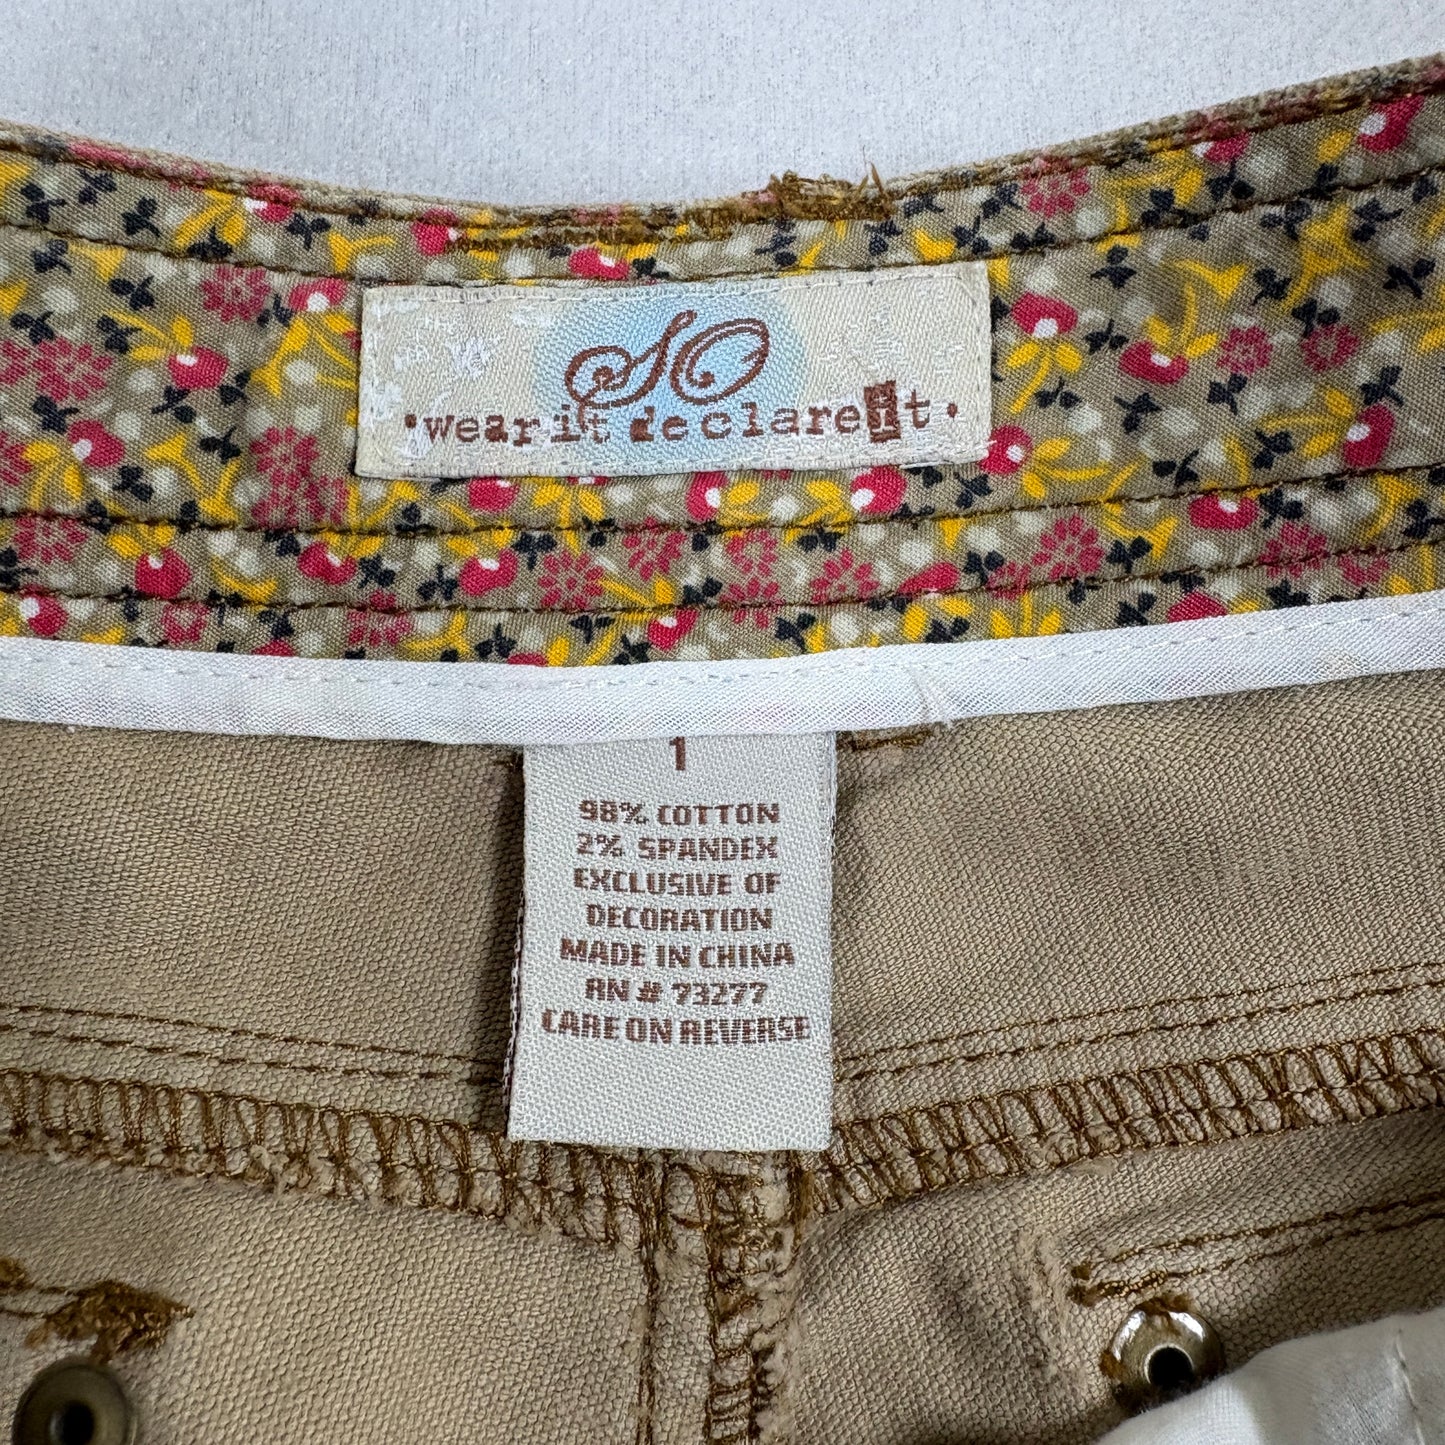 SO
•wear it declare it•
1
98% COTTON
2% SPANDEX
EXCLUSIVE OF
DECORATION
MADE IN CHINA
RN # 73277
CARE ON REVERSE